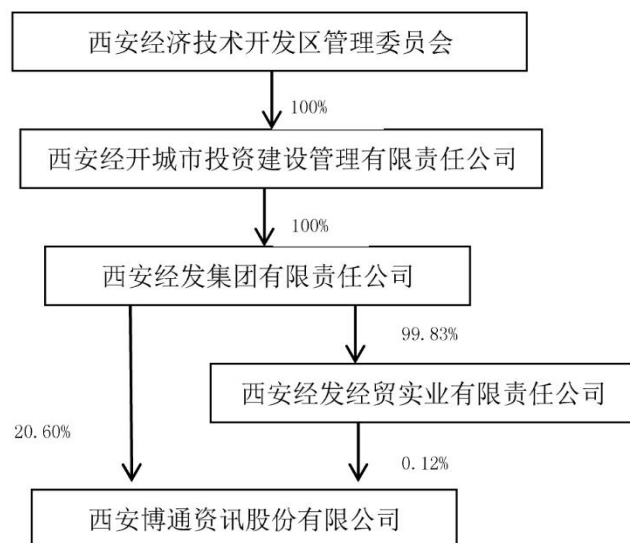 西安经济技术开发区管理委员会
100%
西安经开城市投资建设管理有限责任公司
100%
西安经发集团有限责任公司
99.83%
西安经发经贸实业有限责任公司
20.60%
0.12%
西安博通资讯股份有限公司